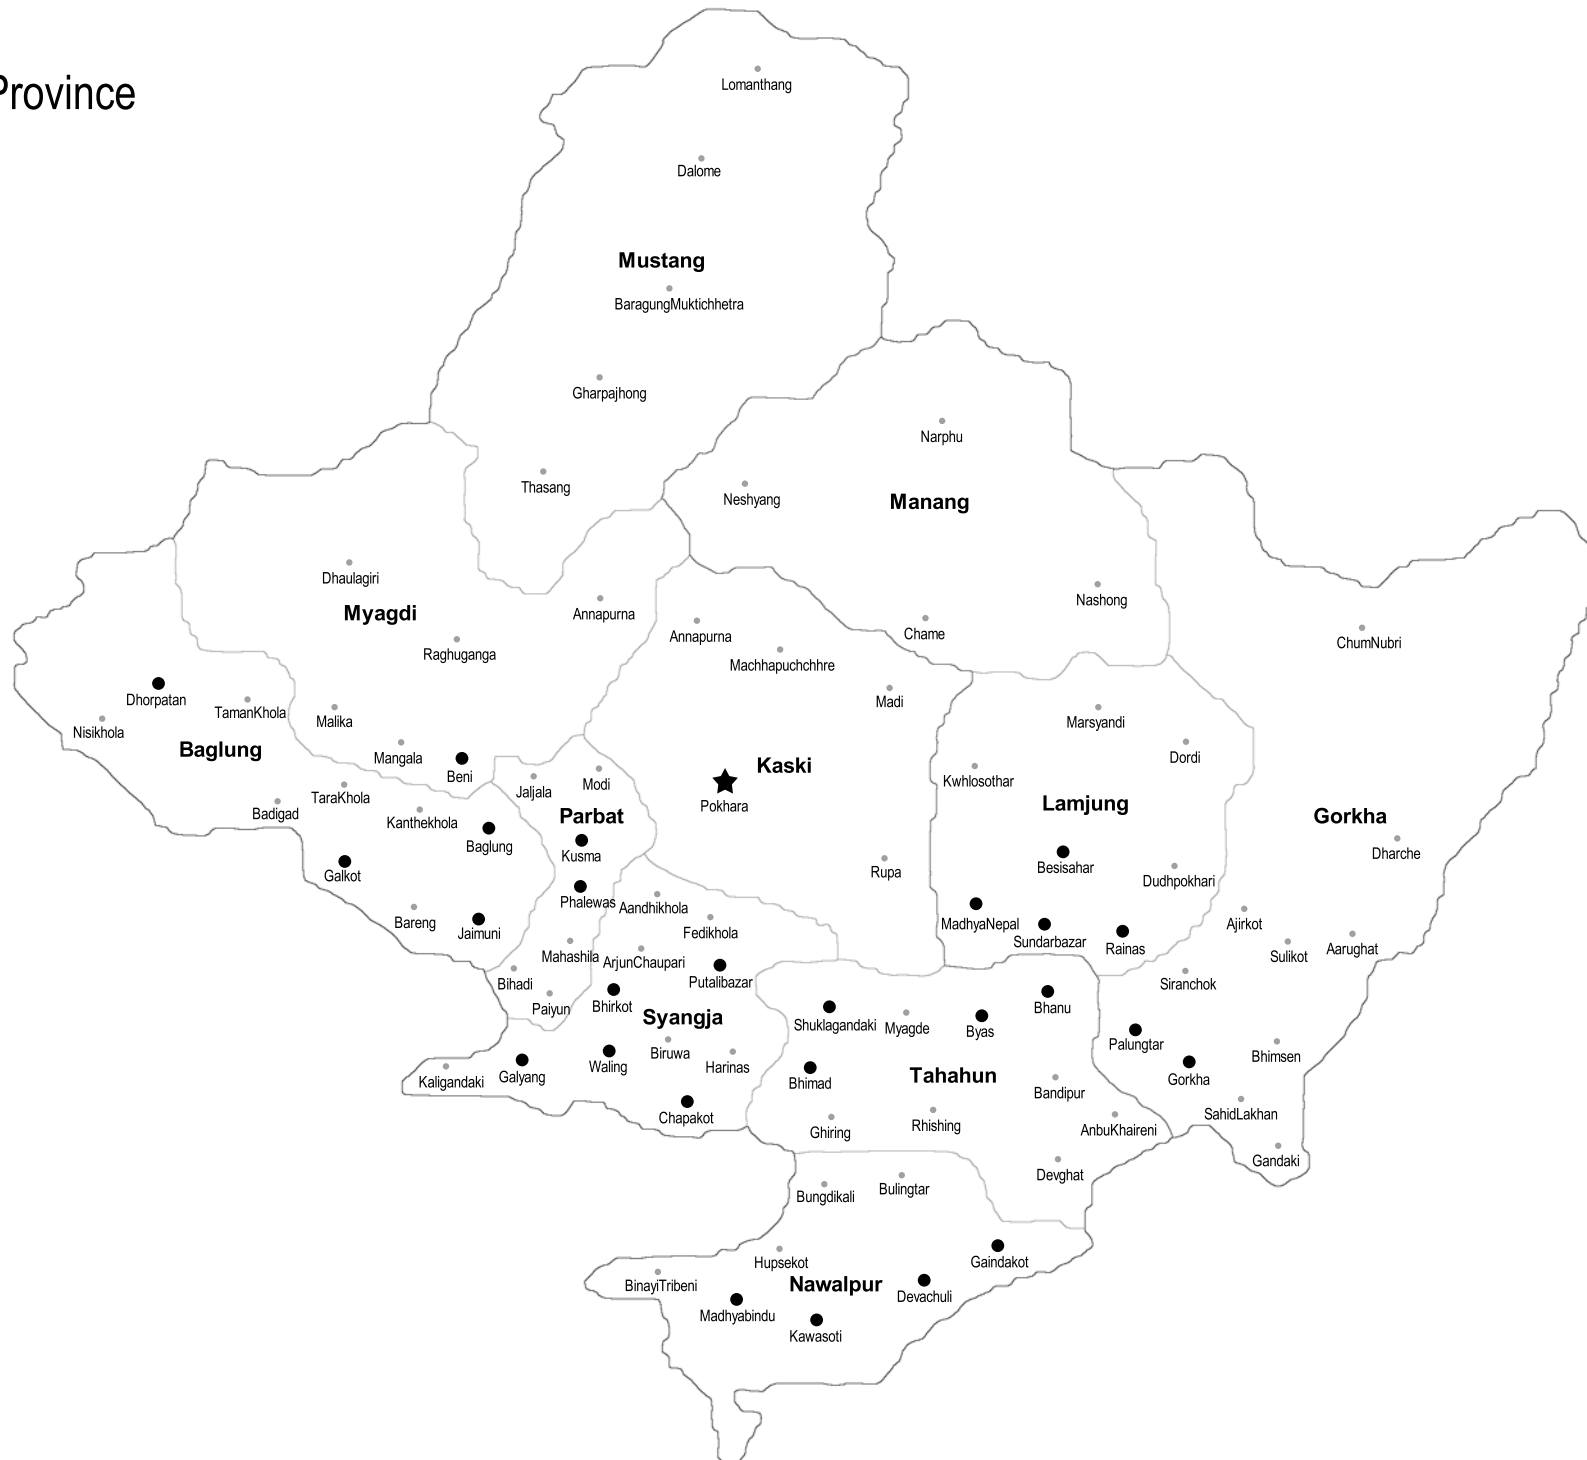 Province
Lomanthang
Dalome
Mustang
BaragungMuktichhetra
Gharpajhong
Narphu
Thasang
Neshyang
Manang
Dhaulagiri
Myagdi
Annapurna
Nashong
Raghuganga
Annapurna
Chame
ChumNubri
Machhapuchchhre
Dhorpatan
TamanKhola
Madi
Nisikhola
Malika
Marsyandi
Baglung
Mangala
Dordi
Beni
Kaski
Kwhlosothar
Jaljala
Modi
TaraKhola
Pokhara
Lamjung
Badigad
Kanthekhola
Parbat
Gorkha
Baglung
Kusma
Dharche
Galkot
Rupa
Besisahar
Dudhpokhari
Phalewas
Aandhikhola
Bareng
Jaimuni
Fedikhola
MadhyaNepal
Sundarbazar
Rainas
Ajirkot
Sulikot
Aarughat
Mahashila
ArjunChaupari
Bihadi
Putalibazar
Siranchok
Paiyun
Bhirkot
Syangja
Shuklagandaki
Myagde
Byas
Bhanu
Palungtar
Bhimsen
Kaligandaki
Galyang
Waling
Biruwa
Harinas
Bhimad
Tahahun
Bandipur
Gorkha
Chapakot
Ghiring
Rhishing
AnbuKhaireni
SahidLakhan
Gandaki
Devghat
Bungdikali
Bulingtar
Hupsekot
Gaindakot
BinayiTribeni
Nawalpur
Devachuli
Madhyabindu
Kawasoti